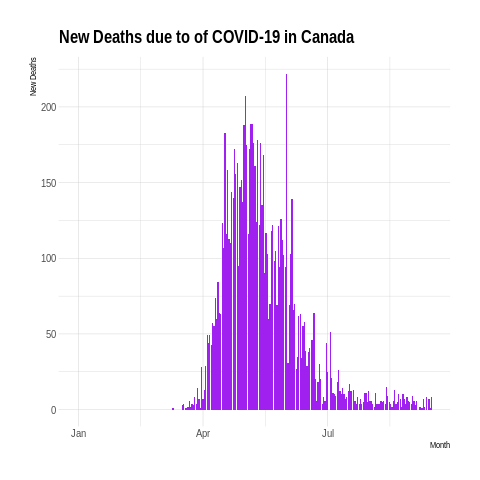 New Deaths due to of COVID-19 in Canada
New Deaths
200
150
100
50
0
Jan
Apr
Jul
Month